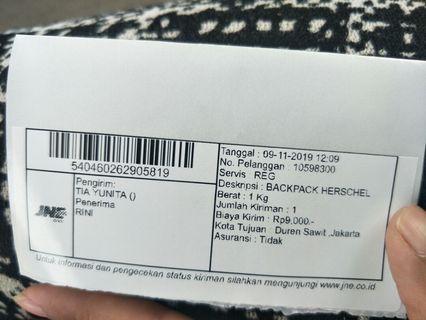 540460262905819
Pengirim:
TIA YUNITA ()
Penerima
RINI
JNE
Tanggal : 09-11-2019 12:09
No. Pelanggan : 10598300
Servis : REG
Deskripsi : BACKPACK HERSCHEL
Berat : 1 Kg
Jumlah Kiriman : 1
Biaya Kirim : Rp9,000.-
Kota Tujuan : Duren Sawit ,Jakarta
Asuransi : Tidak
Untuk informasi dan pengecekan status kiriman silahkan mengunjungi www.jne.co.id